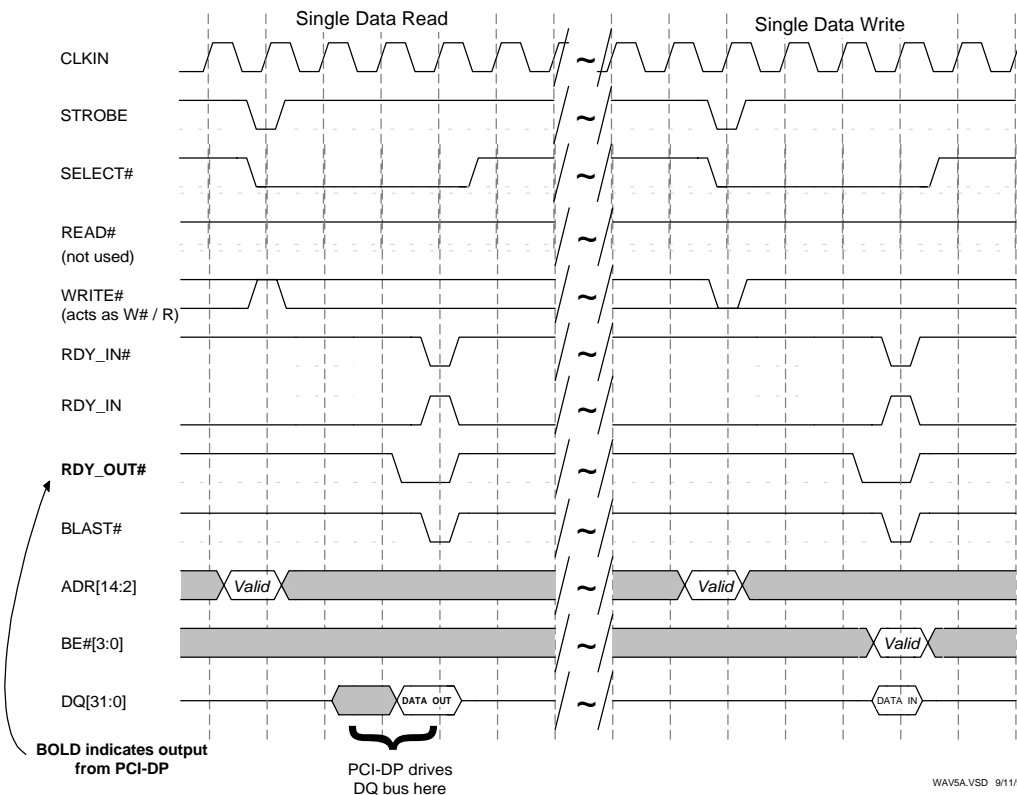 Single Data Read
Single Data Write
CLKIN
~
STROBE
~
SELECT#
~
READ#
(not used)
~
WRITE#
(acts as W# / R)
~
RDY_IN#
~
RDY_IN
~
RDY_OUT#
~
BLAST#
~
ADR[14:2]
Valid
~
Valid
BE#[3:0]
~
Valid
DQ[31:0]
DATA OUT
~
DATA IN
BOLD indicates output
from PCI-DP
PCI-DP drives
DQ bus here
WAV5A.VSD 9/11/